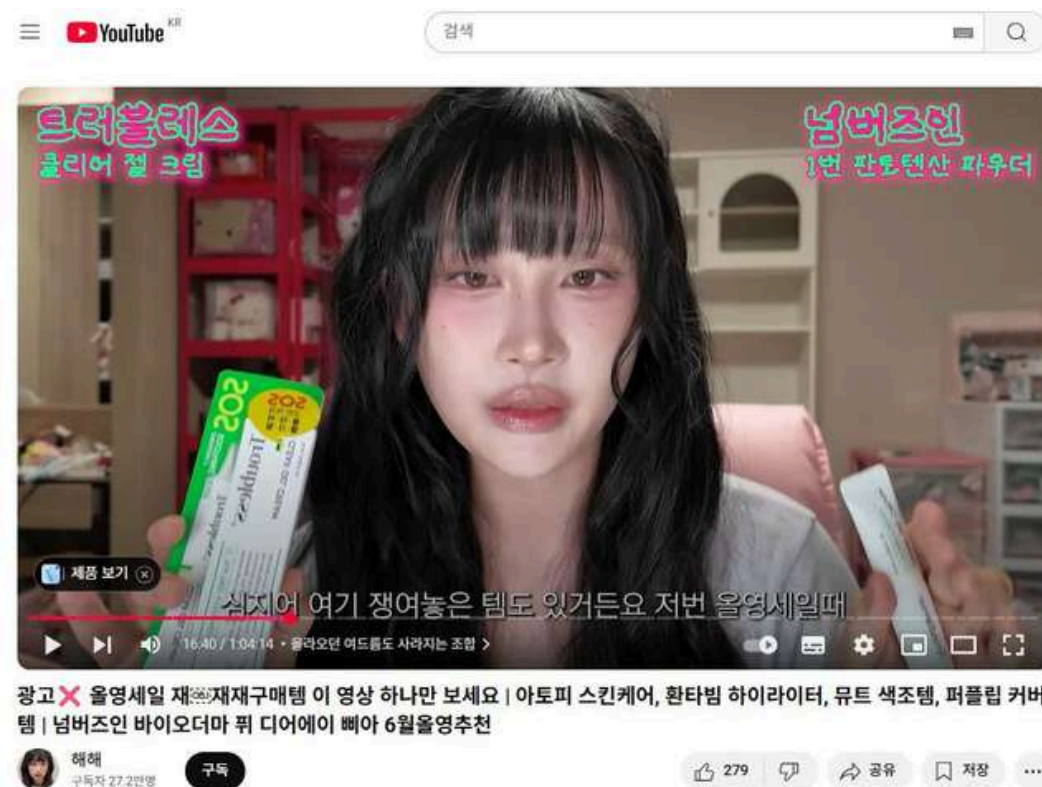 YouTube KR
검색
트러블레스
클리어 젤 크림
넘버즈인
1번 판토텐산 파우더
SOS
SOS
제품 보기
심지어 여기 쟁여놓은 템도 있거든요 저번 올영세일때
16:40 / 1:04:14 • 올라오던 여드름도 사라지는 조합
광고❌ 올영세일 재재재구매템 이 영상 하나만 보세요 | 아토피 스킨케어, 환타빔 하이라이터, 뮤트 색조템, 퍼플립 커버
템 | 넘버즈인 바이오더마 퓌 디어에이 삐아 6월올영추천
해해
구독자 27.2만명
구독
279
공유
저장